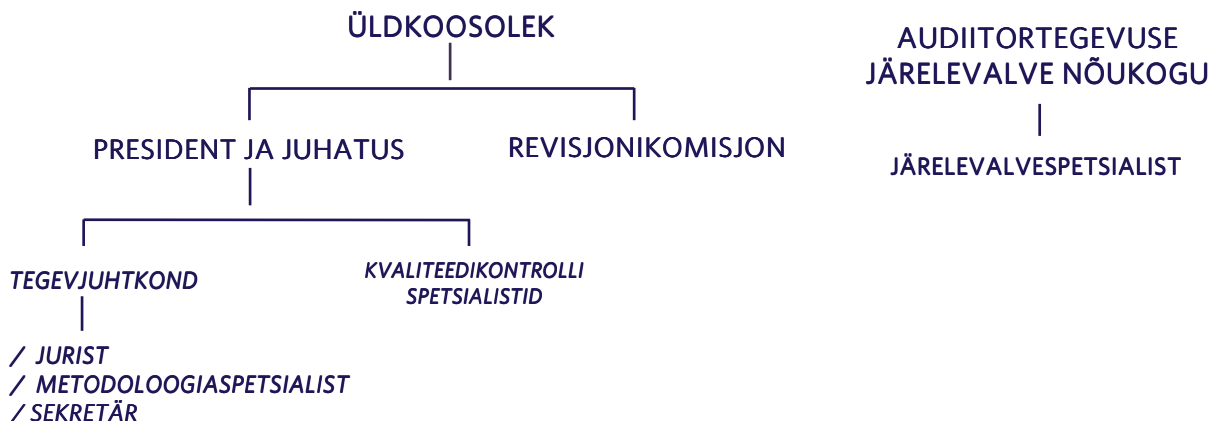 ÜLDKOOSOLEK
PRESIDENT JA JUHATUS
REVISJONIKOMISJON
TEGEVJUHTKOND
/ JURIST
/ METODOLOOGIASPETSIALIST
/ SEKRETÄR
KVALITEEDIKONTROLLI
SPETSIALISTID
AUDIITORTEGEVUSE
JÄRELEVALVE NÕUKOGU
JÄRELEVALVESPETSIALIST